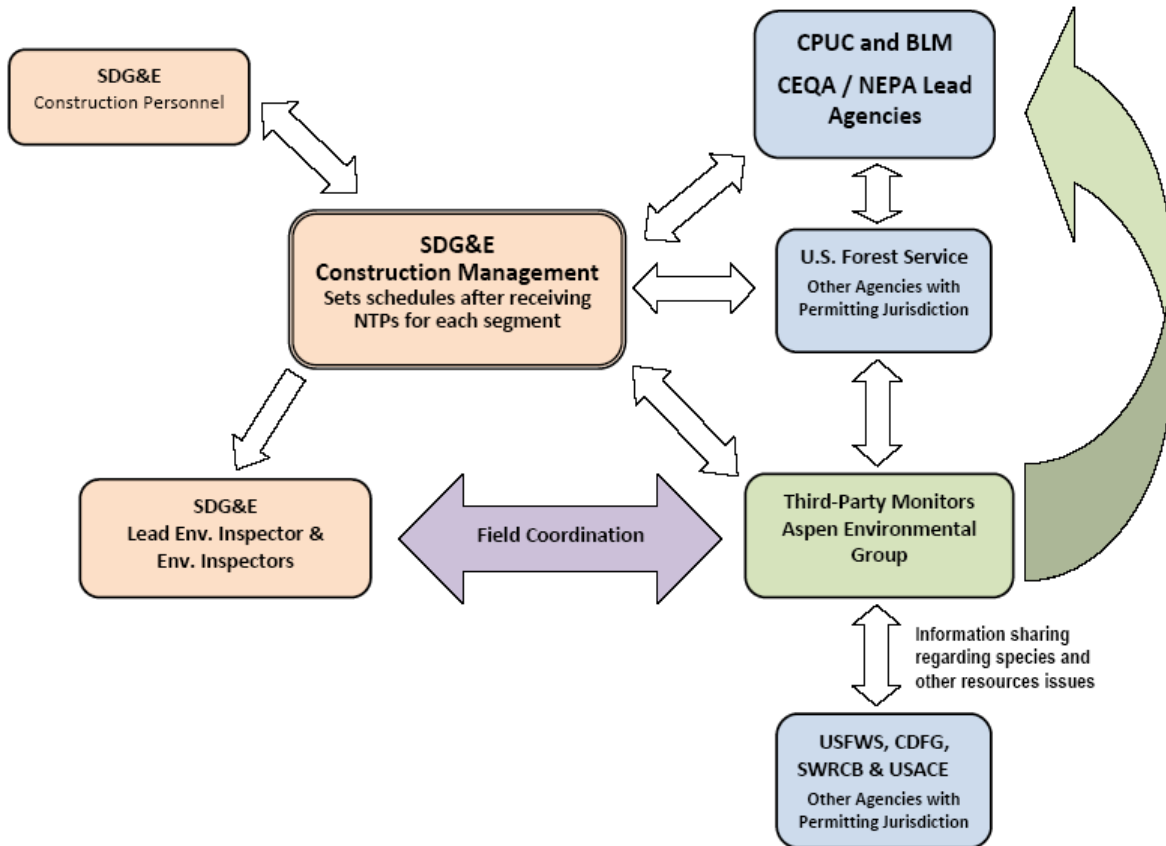 SDG&E
Construction Personnel
CPUC and BLM
CEQA / NEPA Lead
Agencies
SDG&E
Construction Management
Sets schedules after receiving
NTPs for each segment
U.S. Forest Service
Other Agencies with
Permitting Jurisdiction
SDG&E
Lead Env. Inspector &
Env. Inspectors
Field Coordination
Third-Party Monitors
Aspen Environmental
Group
Information sharing
regarding species and
other resources issues
USFWS, CDFG,
SWRCB & USACE
Other Agencies with
Permitting Jurisdiction